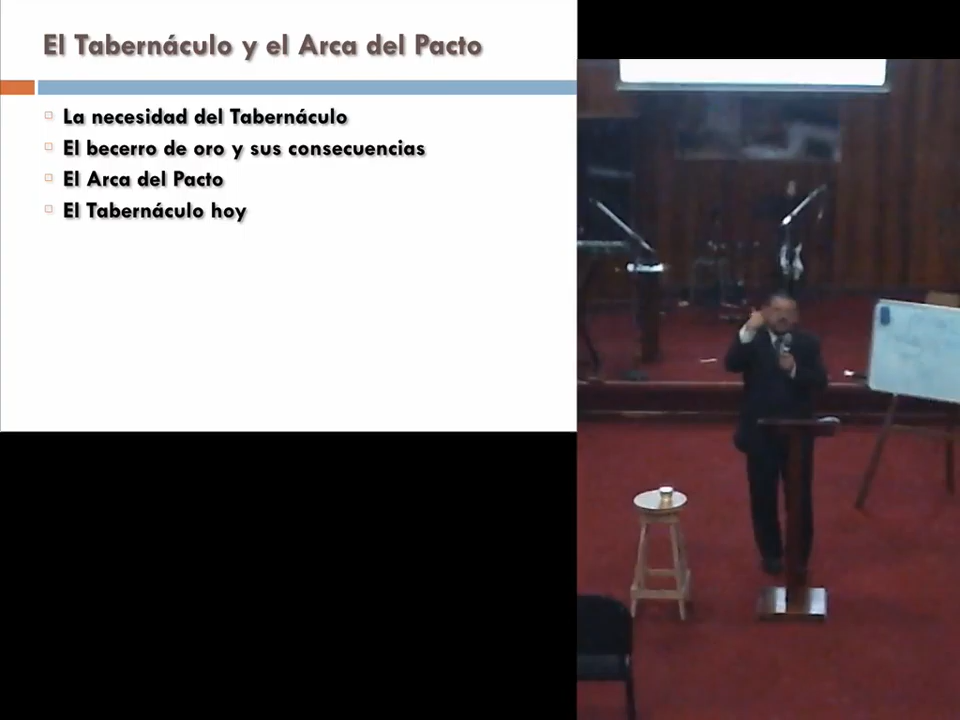 El Tabernáculo y el Arca del Pacto
La necesidad del Tabernáculo
El becerro de oro y sus consecuencias
El Arca del Pacto
El Tabernáculo hoy